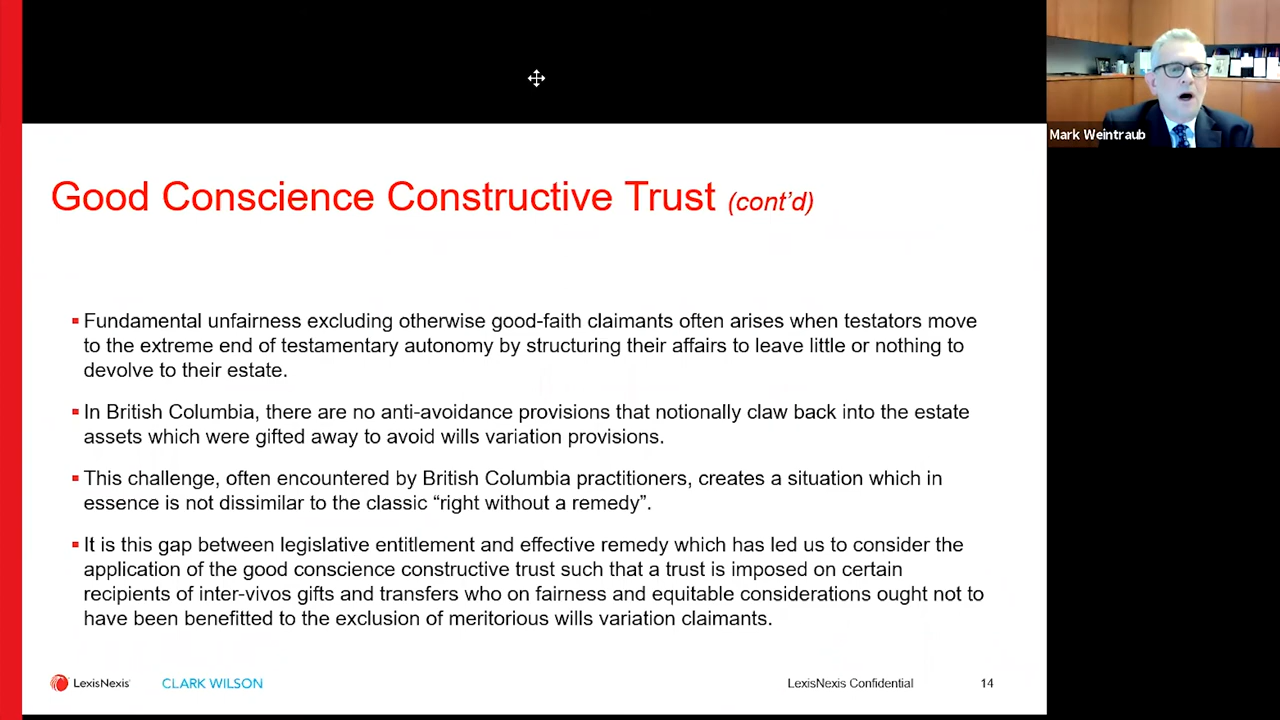 Mark Weintraub
Good Conscience Constructive Trust (cont’d)
Fundamental unfairness excluding otherwise good-faith claimants often arises when testators move
to the extreme end of testamentary autonomy by structuring their affairs to leave little or nothing to
devolve to their estate.
In British Columbia, there are no anti-avoidance provisions that notionally claw back into the estate
assets which were gifted away to avoid wills variation provisions.
This challenge, often encountered by British Columbia practitioners, creates a situation which in
essence is not dissimilar to the classic “right without a remedy”.
It is this gap between legislative entitlement and effective remedy which has led us to consider the
application of the good conscience constructive trust such that a trust is imposed on certain
recipients of inter-vivos gifts and transfers who on fairness and equitable considerations ought not to
have been benefitted to the exclusion of meritorious wills variation claimants.
LexisNexis CLARK WILSON LexisNexis Confidential 14